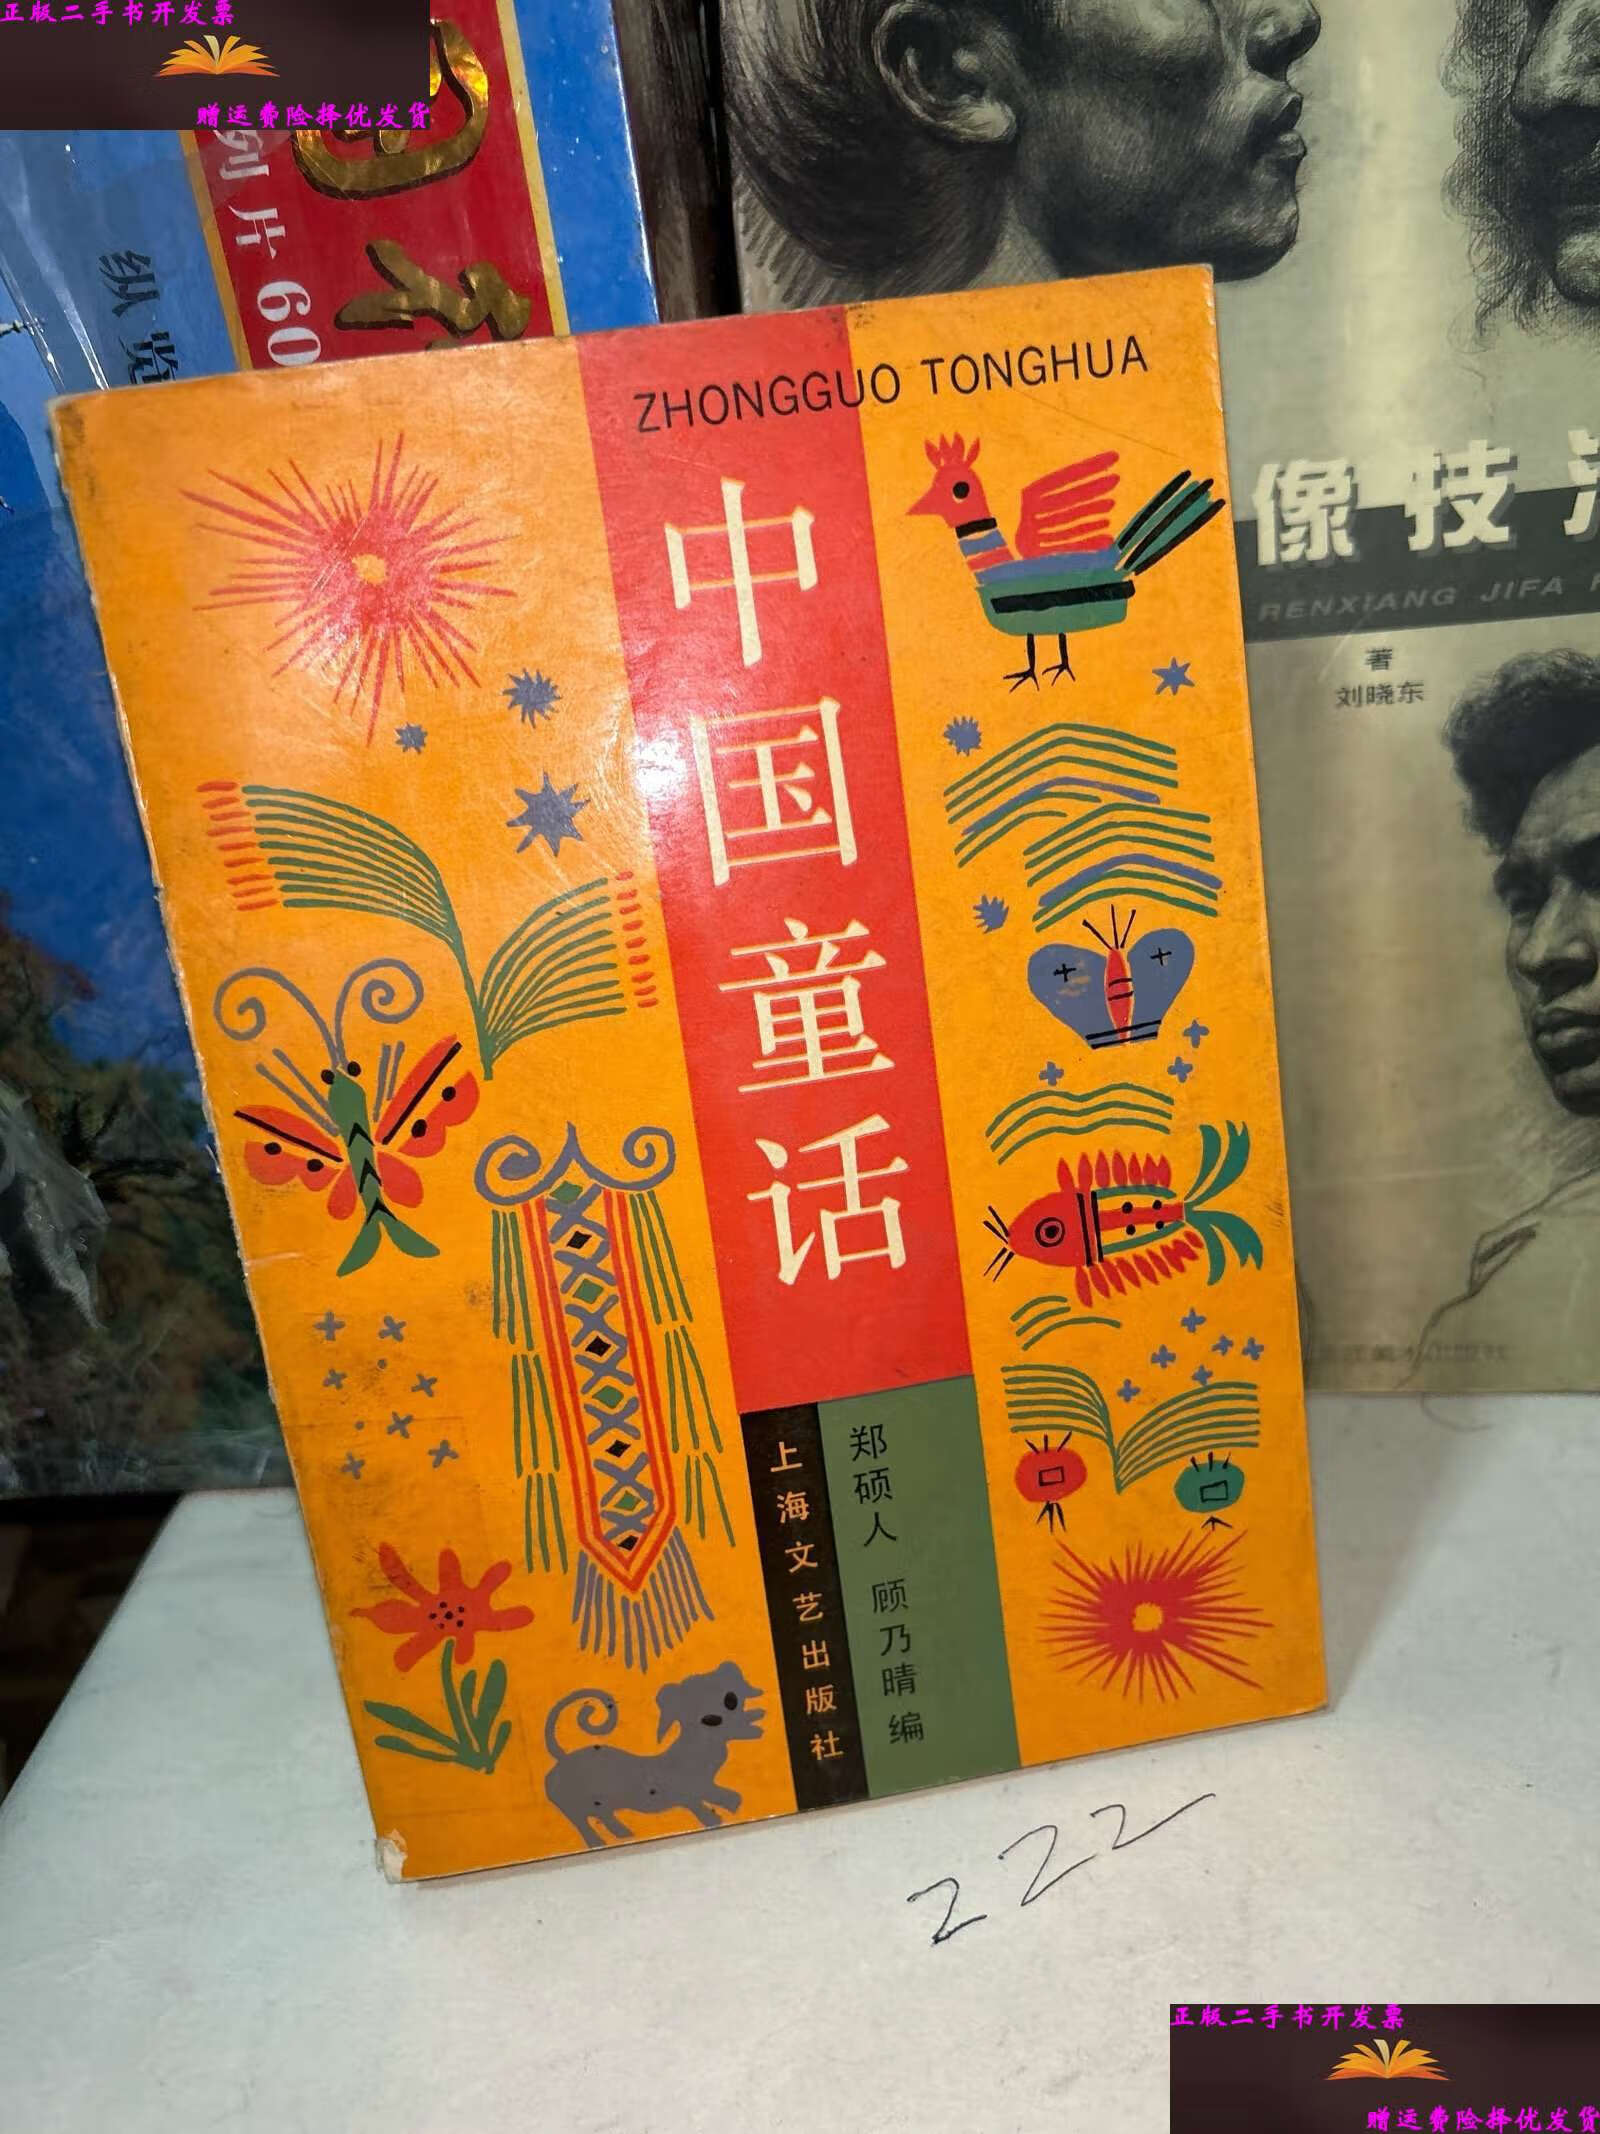 正版二手书开发票
赠运费险择优发货
列片60
纵览
ZHONGGUO TONGHUA
中国童话
郑硕人 顾乃晴 编
上海文艺出版社
像技
RENXIANG JIFA
著
刘晓东
222
正版二手书开发票
赠运费险择优发货